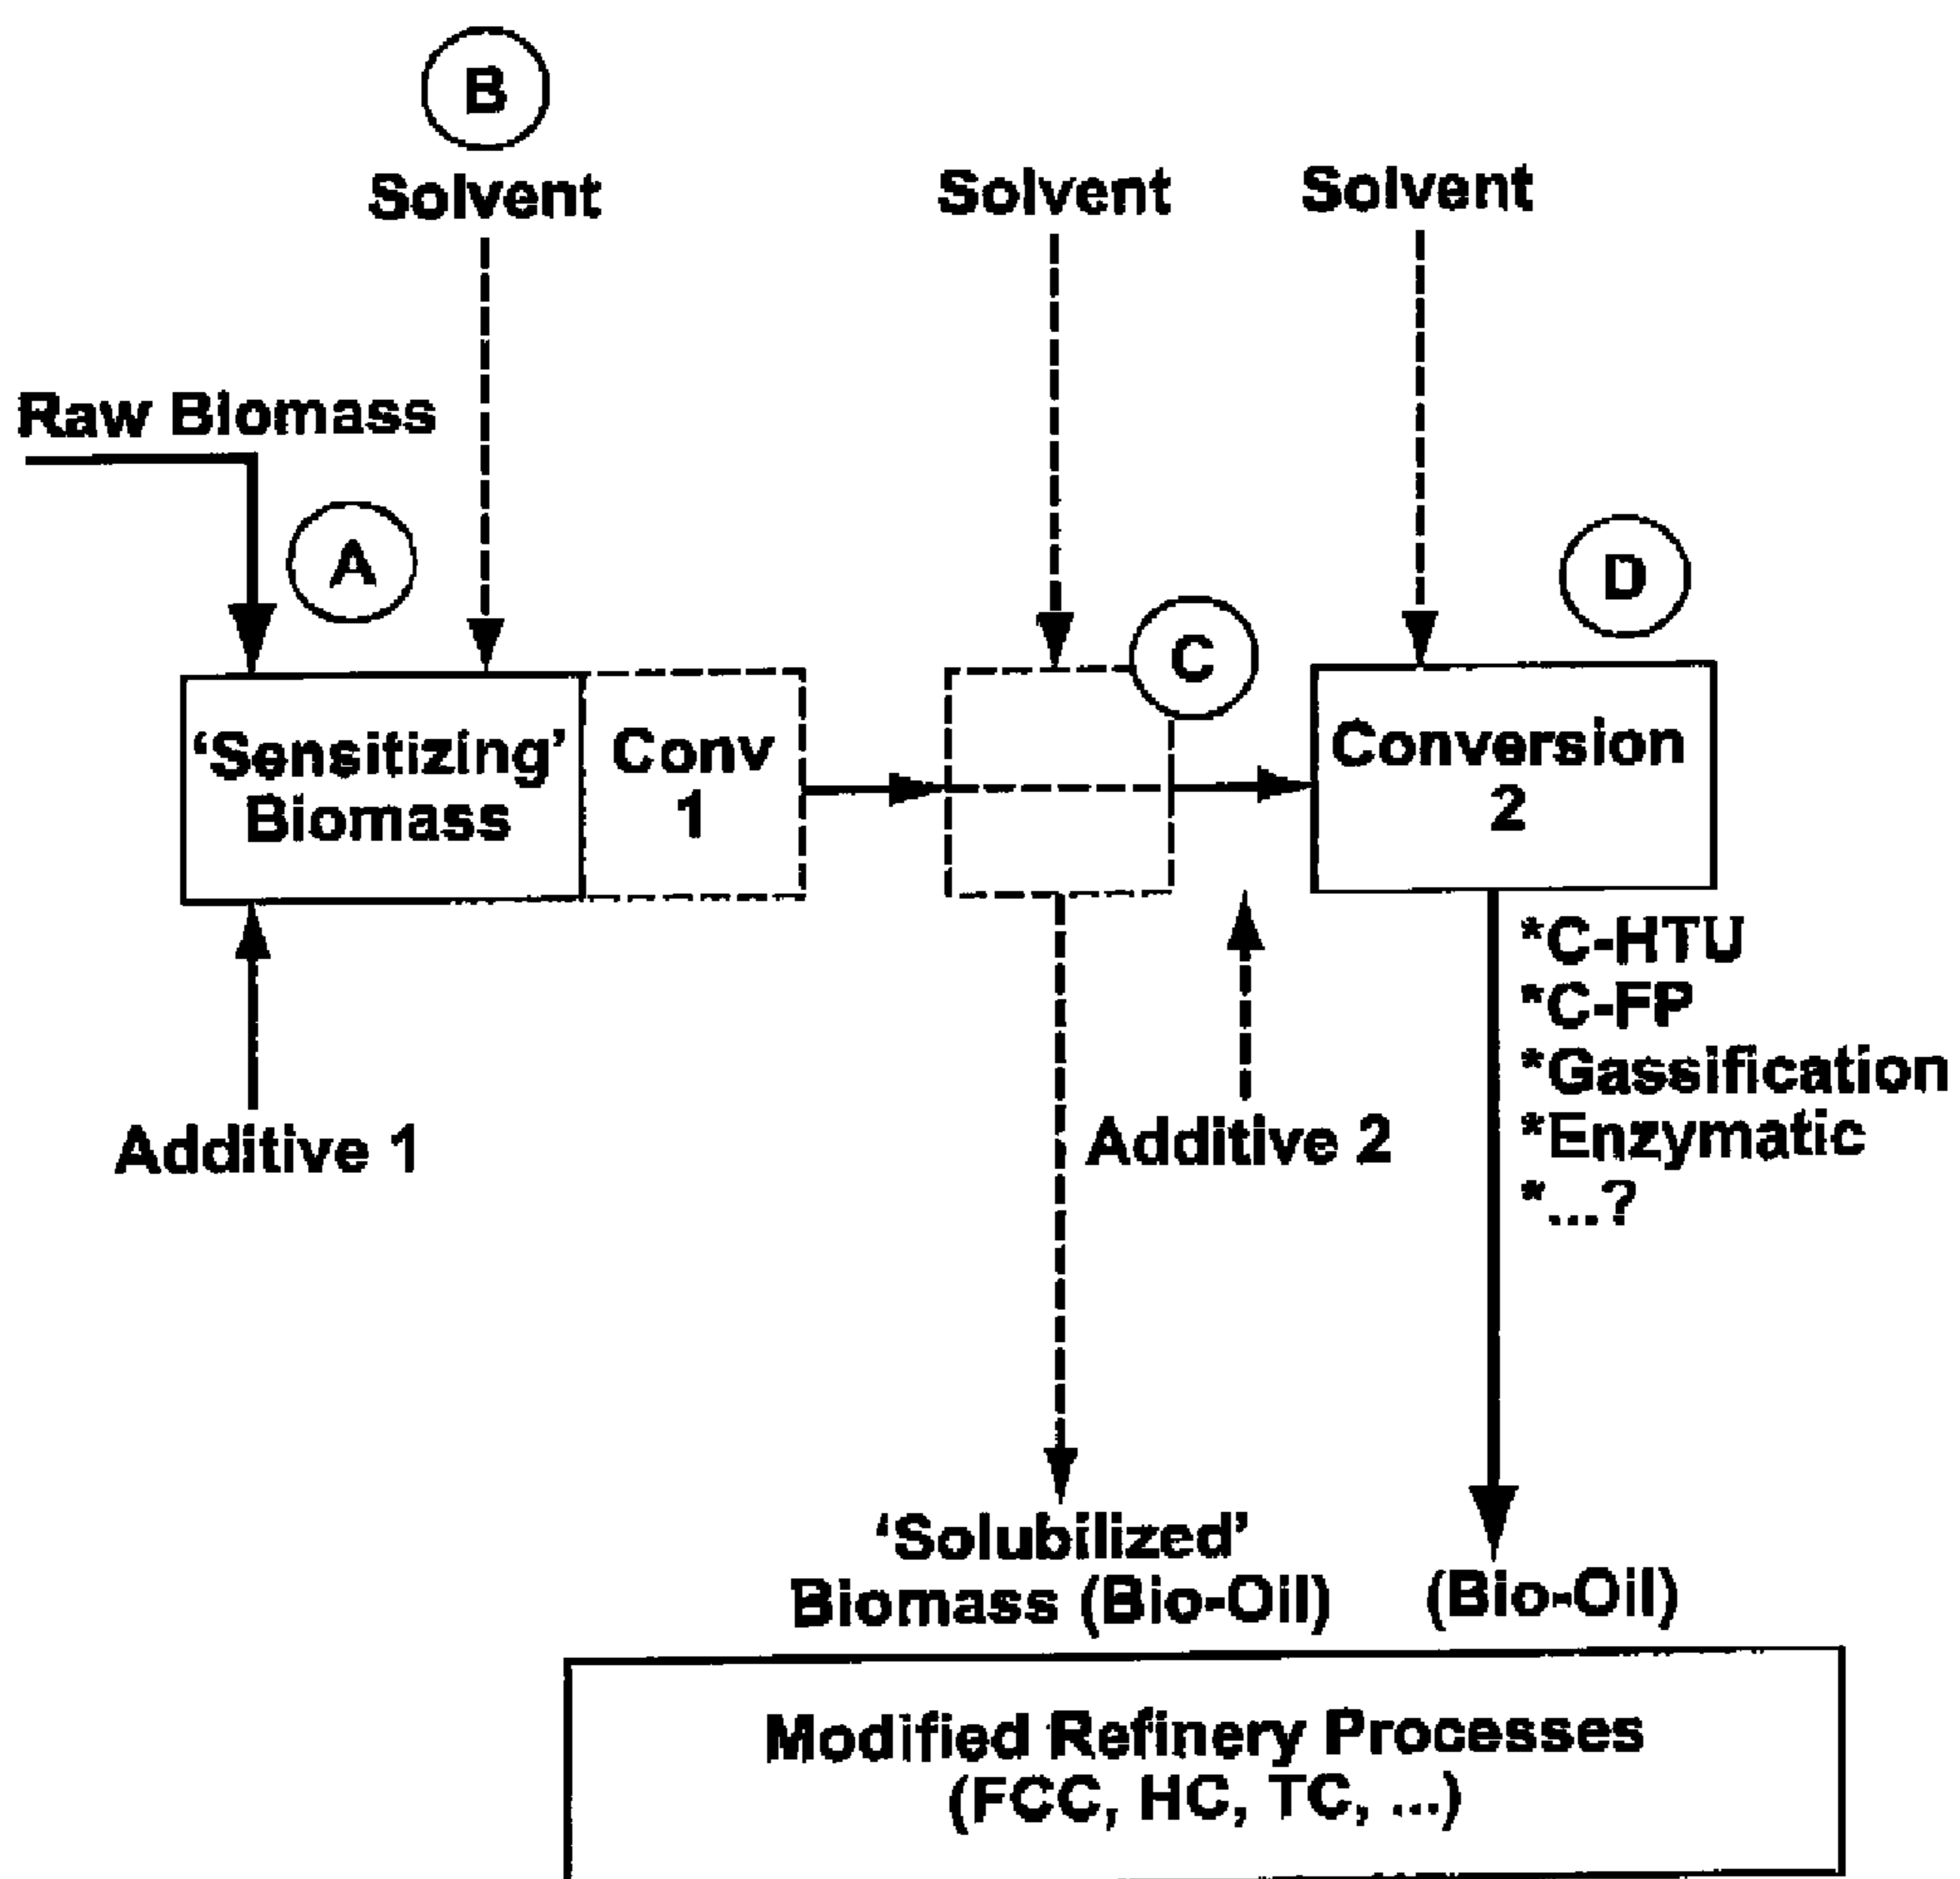 B
Solvent
Solvent
Solvent
Raw Biomass
A
D
C
‘Sensitizing’
Biomass
Conv
1
Conversion
2
*C-HTU
*C-FP
*Gassification
*Enzymatic
*...?
Additive 1
Additive 2
‘Solubilized’
Biomass (Bio-Oil)
(Bio-Oil)
Modified Refinery Processes
(FCC, HC, TC, ...)